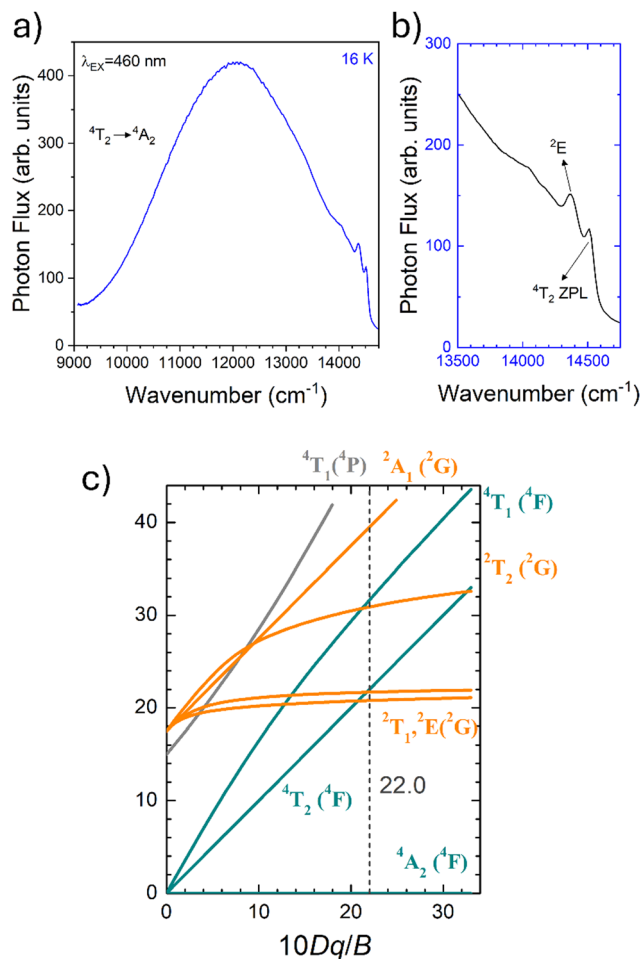 a)
λEX=460 nm
16 K
⁴T₂→⁴A₂
Photon Flux (arb. units)
400
300
200
100
0
9000 10000 11000 12000 13000 14000
Wavenumber (cm⁻¹)
b)
Photon Flux (arb. units)
300
250
200
150
100
50
0
²E
⁴T₂ ZPL
13500 14000 14500
Wavenumber (cm⁻¹)
c)
⁴T₁(⁴P) ²A₁ (²G)
⁴T₁ (⁴F)
²T₂ (²G)
²T₁,²E(²G)
⁴T₂ (⁴F)
22.0
⁴A₂ (⁴F)
40
30
20
10
0
0 10 20 30
10Dq/B